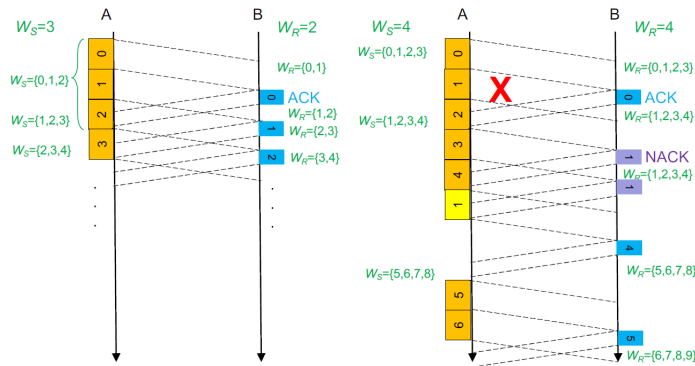 A
B
W_S=3
W_R=2
W_S={0,1,2}
0
1
2
3
W_R={0,1}
0 ACK
W_R={1,2}
1
W_R={2,3}
W_S={1,2,3}
2
W_R={3,4}
W_S={2,3,4}
A
B
W_S=4
W_R=4
W_S={0,1,2,3}
0
1
2
3
4
1
X
W_R={0,1,2,3}
0 ACK
W_R={1,2,3,4}
W_S={1,2,3,4}
1 NACK
W_R={1,2,3,4}
1
4
W_S={5,6,7,8}
W_R={5,6,7,8}
5
6
5
W_R={6,7,8,9}